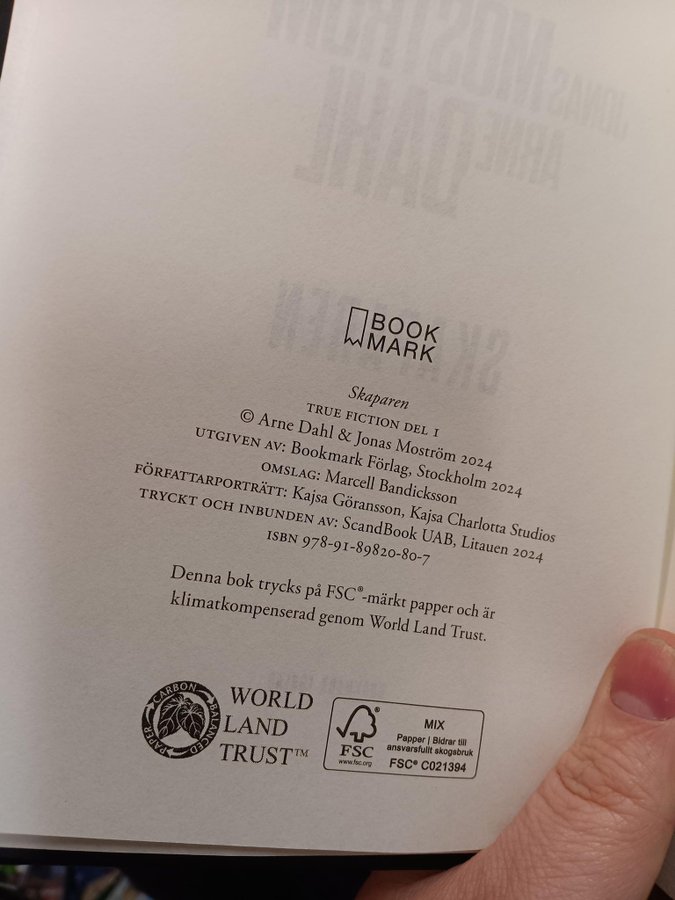 BOOK
MARK
Skaparen
TRUE FICTION DEL 1
© Arne Dahl & Jonas Moström 2024
UTGIVEN AV: Bookmark Förlag, Stockholm 2024
OMSLAG: Marcell Bandicksson
FÖRFATTARPORTRÄTT: Kajsa Göransson, Kajsa Charlotta Studios
TRYCKT OCH INBUNDEN AV: ScandBook UAB, Litauen 2024
ISBN 978-91-89820-80-7
Denna bok trycks på FSC®-märkt papper och är
klimatkompenserad genom World Land Trust.
CARBON BALANCED PAPER
WORLD
LAND
TRUST™
FSC®
www.fsc.org
MIX
Papper | Bidrar till
ansvarsfullt skogsbruk
FSC® C021394